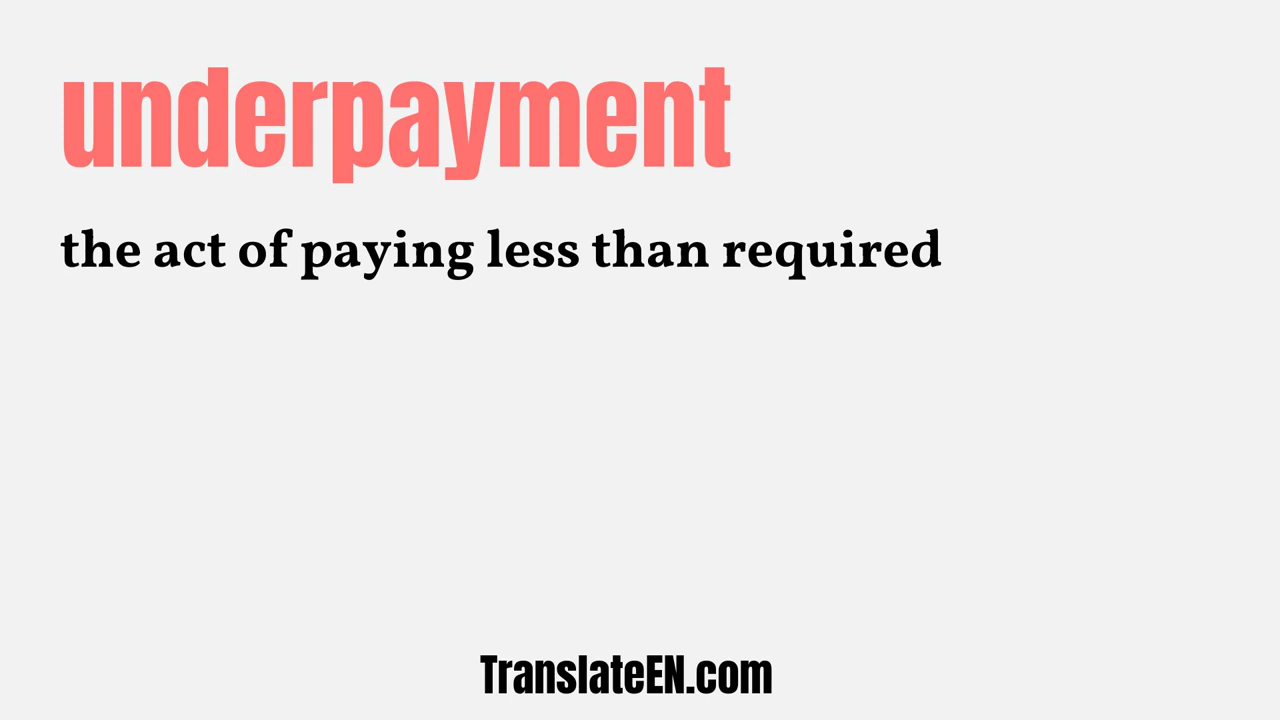 underpayment
the act of paying less than required
TranslateEN.com